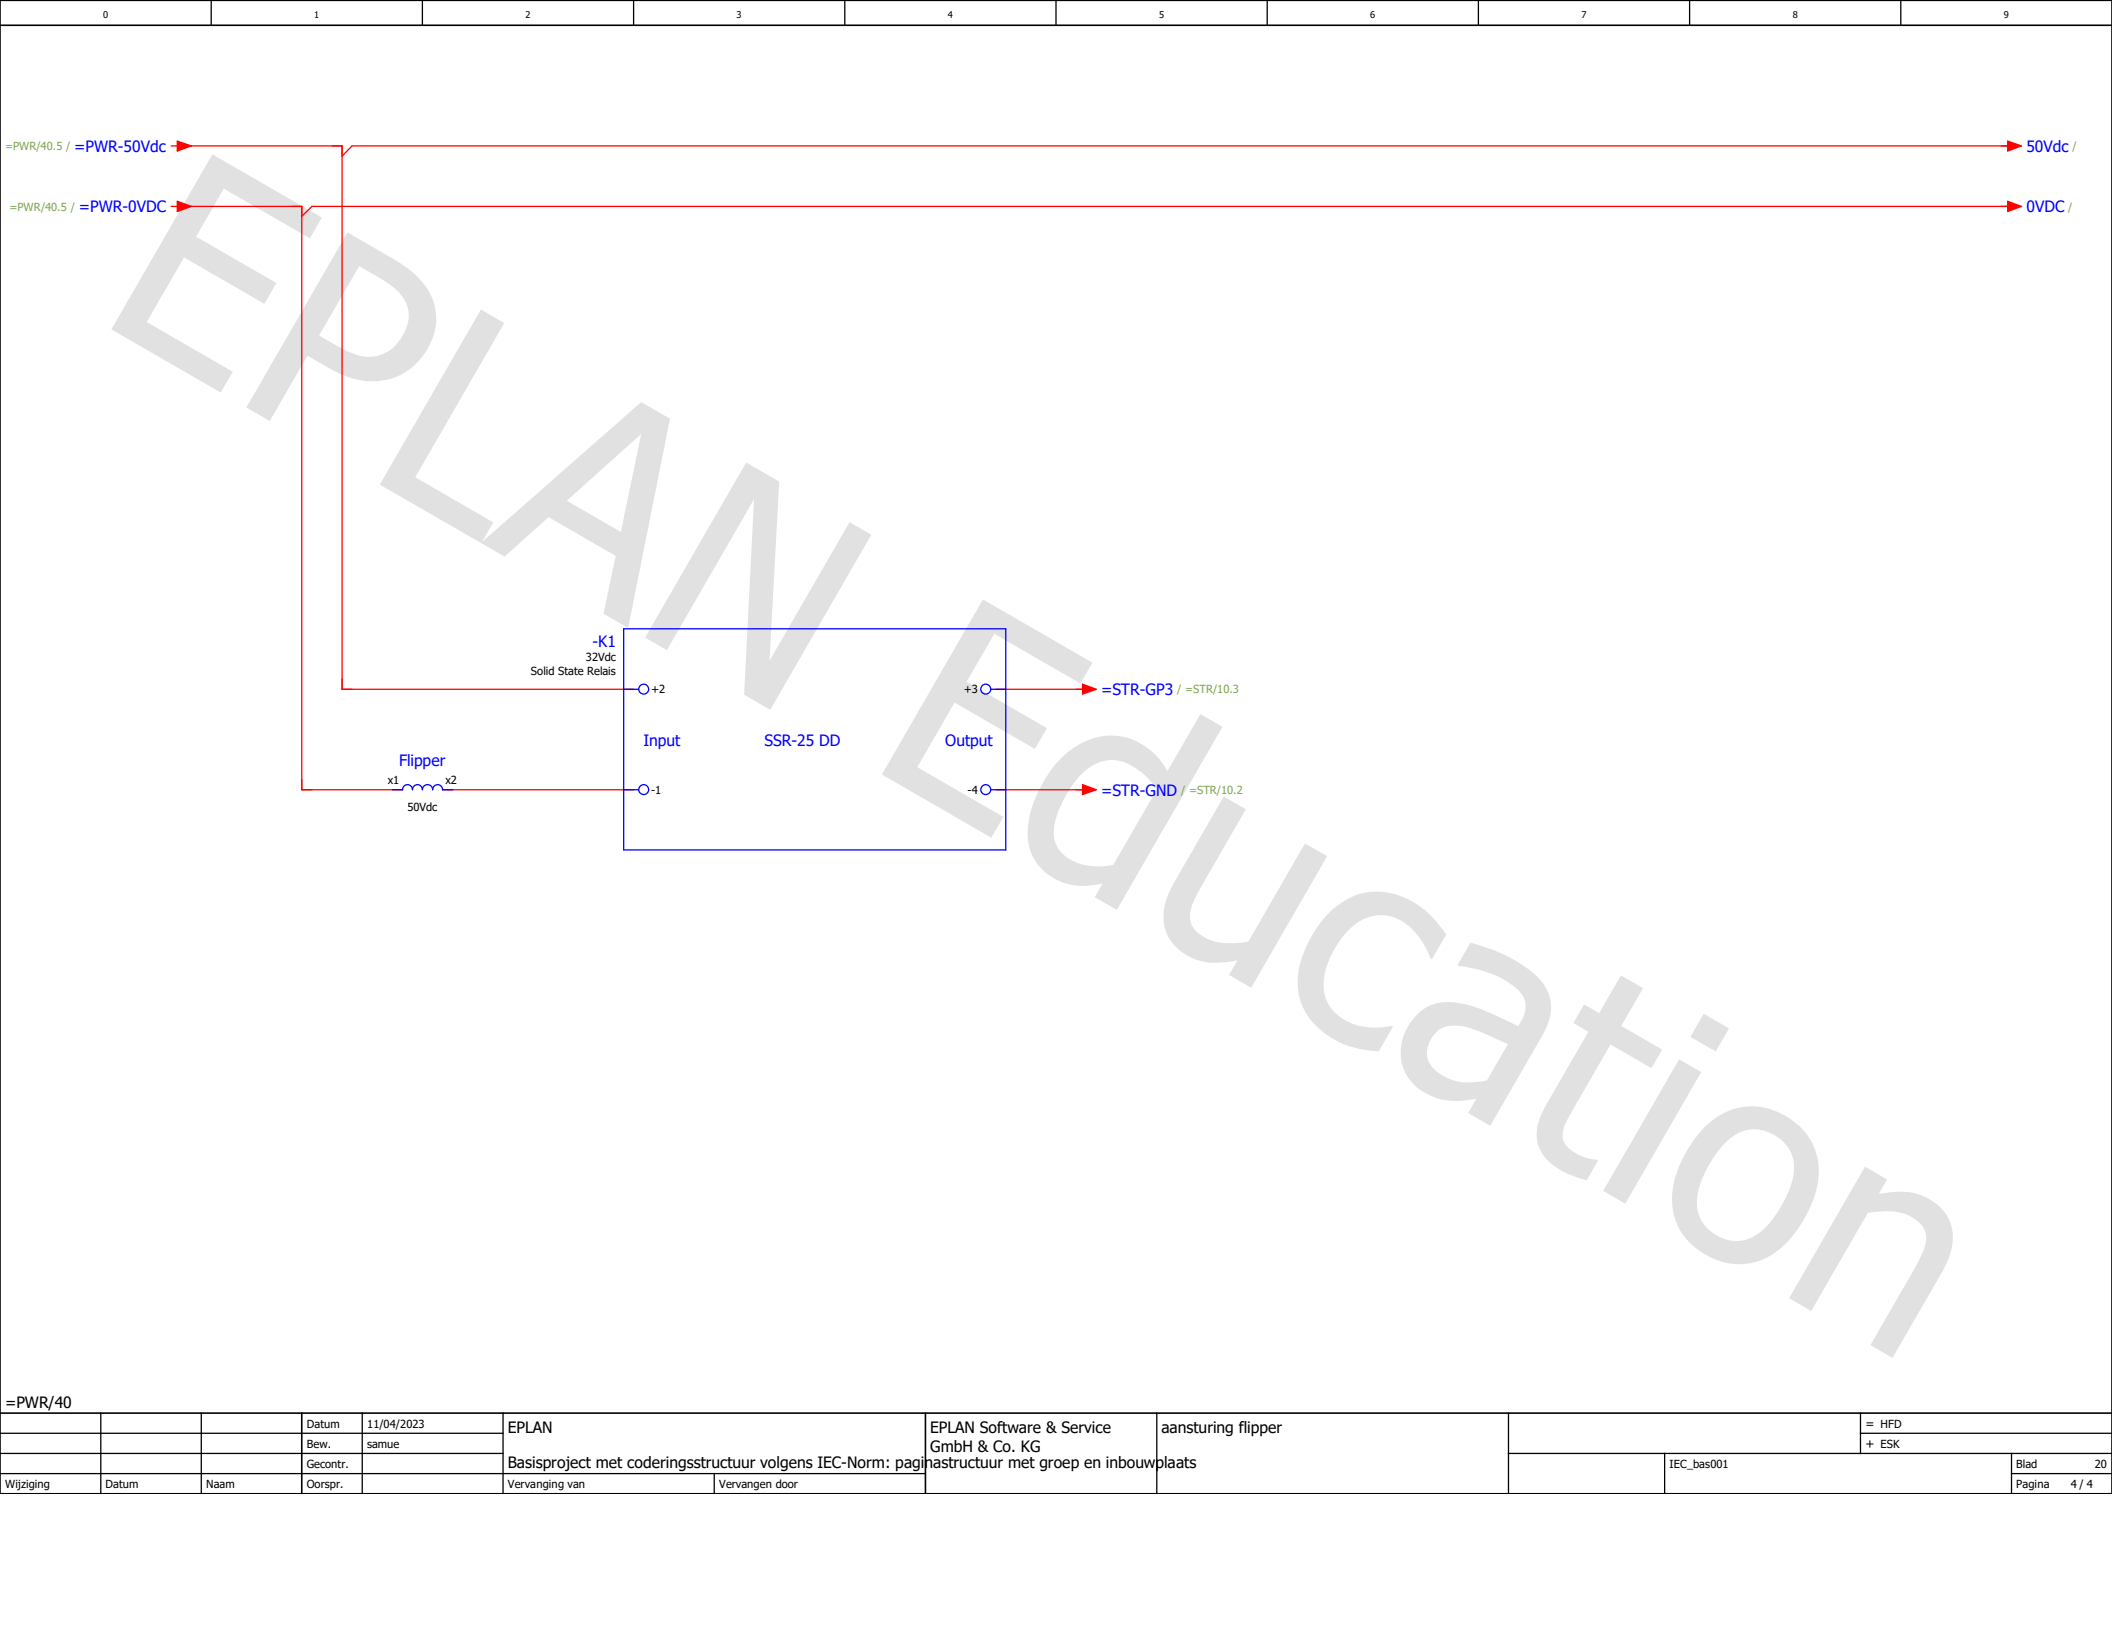 0 1 2 3 4 5 6 7 8 9
=PWR/40.5 / =PWR-50Vdc
50Vdc /
=PWR/40.5 / =PWR-0VDC
0VDC /
EPLAN Education
-K1
32Vdc
Solid State Relais
+2
+3
=STR-GP3 / =STR/10.3
Input
SSR-25 DD
Output
Flipper
x1
x2
50Vdc
-1
-4
=STR-GND / =STR/10.2
=PWR/40
Datum 11/04/2023
Bew. samue
Gecontr.
Wijziging Datum Naam Oorspr.
EPLAN
Basisproject met coderingsstructuur volgens IEC-Norm: paginastructuur met groep en inbouwplaats
Vervanging van
Vervangen door
EPLAN Software & Service
GmbH & Co. KG
aansturing flipper
= HFD
+ ESK
IEC_bas001
Blad 20
Pagina 4 / 4